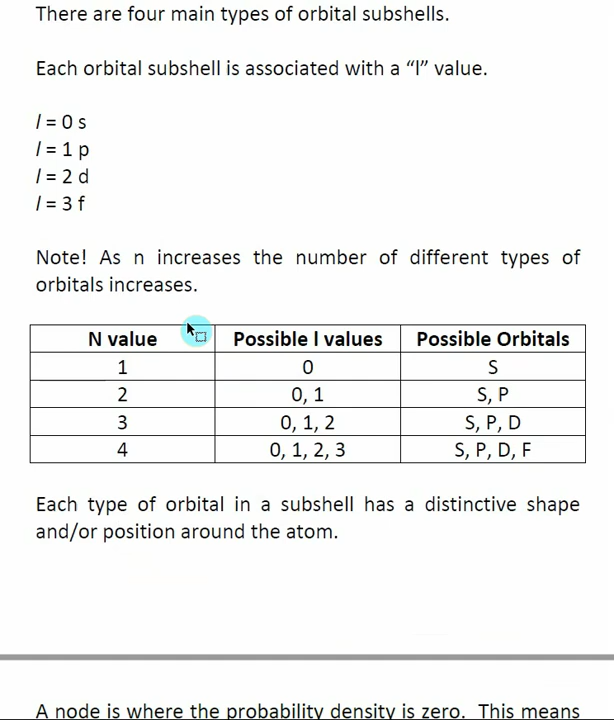 There are four main types of orbital subshells.
Each orbital subshell is associated with a “l” value.
l = 0 s
l = 1 p
l = 2 d
l = 3 f
Note! As n increases the number of different types of
orbitals increases.
N value Possible l values Possible Orbitals
1 0 S
2 0, 1 S, P
3 0, 1, 2 S, P, D
4 0, 1, 2, 3 S, P, D, F
Each type of orbital in a subshell has a distinctive shape
and/or position around the atom.
A node is where the probability density is zero. This means